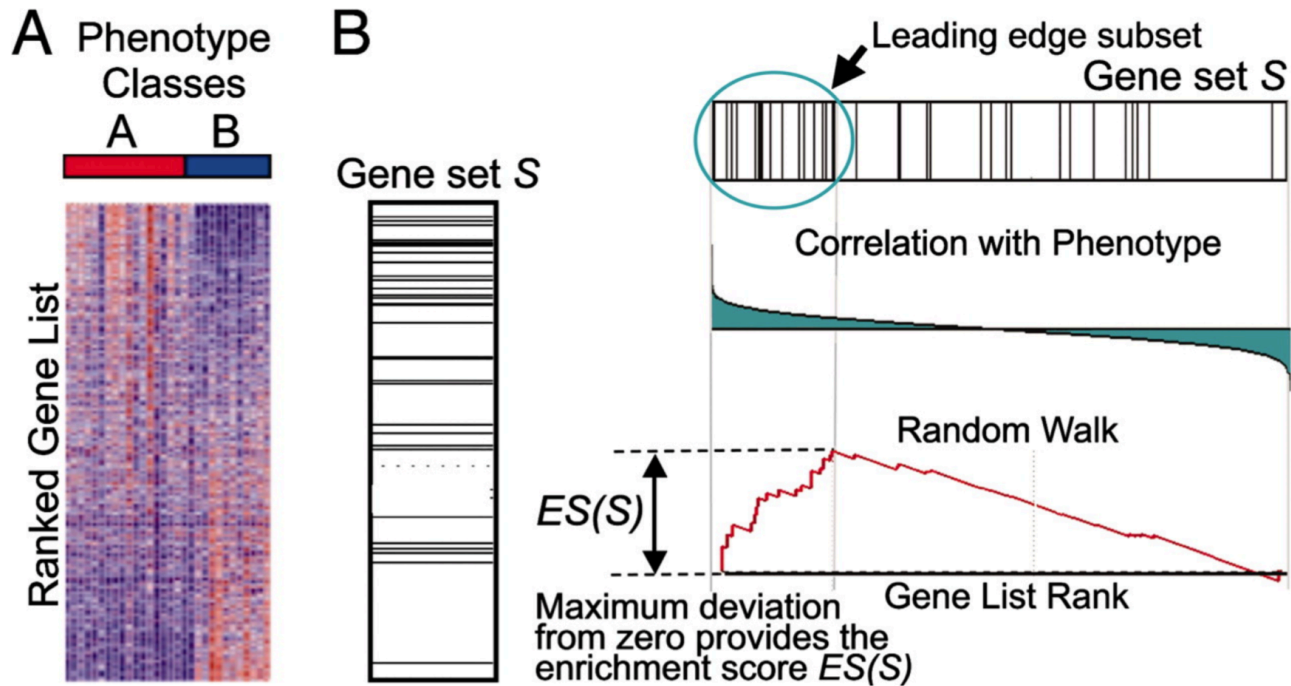 A
Phenotype
Classes
A B
Ranked Gene List
B
Gene set S
Leading edge subset
Gene set S
Correlation with Phenotype
Random Walk
ES(S)
Gene List Rank
Maximum deviation
from zero provides the
enrichment score ES(S)